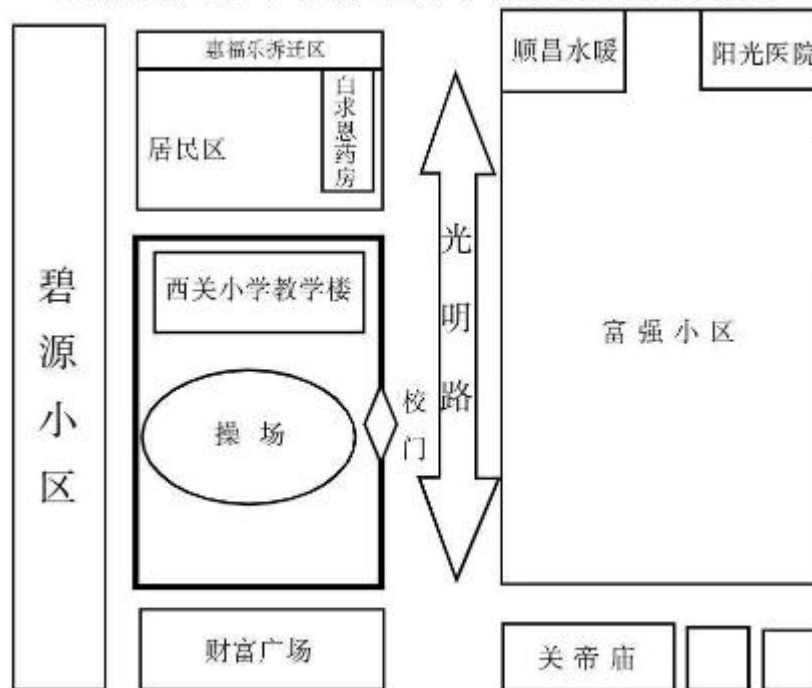 惠福乐拆迁区
顺昌水暖
阳光医院
白求恩药房
居民区
光明路
西关小学教学楼
碧源小区
富强小区
校门
操场
财富广场
关帝庙